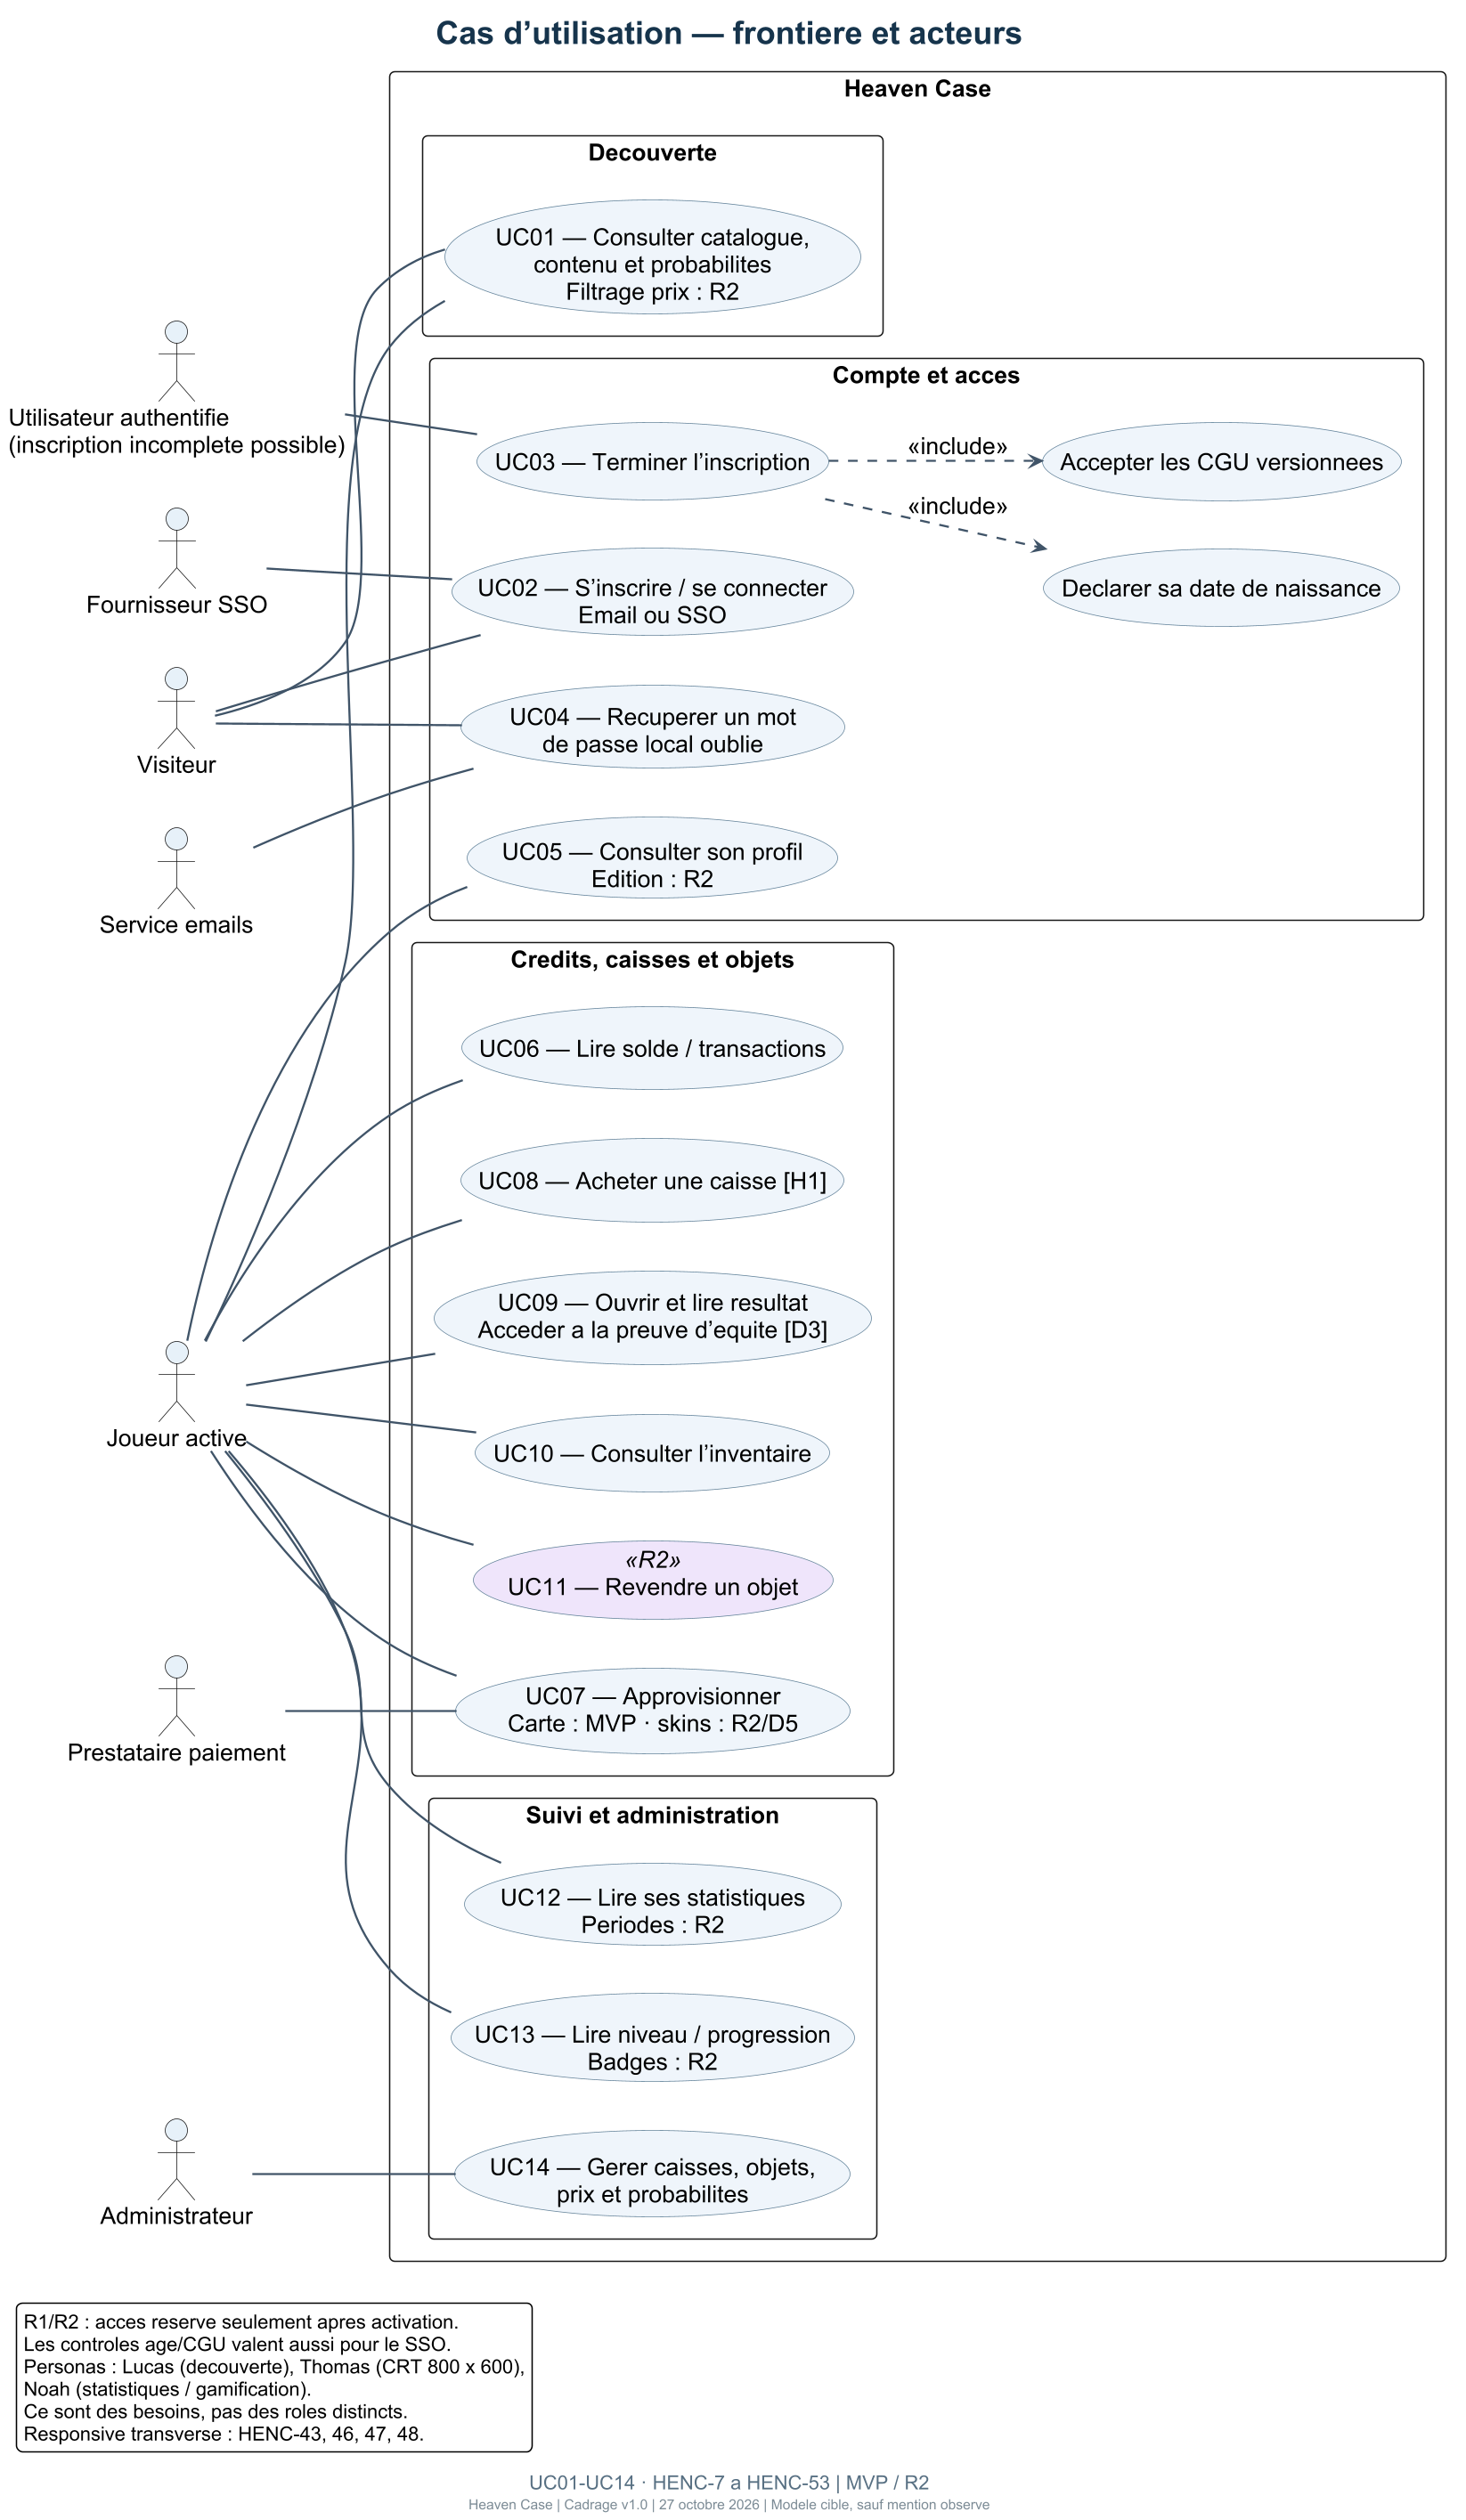 Cas d’utilisation — frontiere et acteurs
Heaven Case
Decouverte
UC01 — Consulter catalogue,
contenu et probabilites
Filtrage prix : R2
Utilisateur authentifie
(inscription incomplete possible)
Compte et acces
UC03 — Terminer l’inscription
«include»
Accepter les CGU versionnees
«include»
Declarer sa date de naissance
Fournisseur SSO
UC02 — S’inscrire / se connecter
Email ou SSO
Visiteur
UC04 — Recuperer un mot
de passe local oublie
Service emails
UC05 — Consulter son profil
Edition : R2
Credits, caisses et objets
UC06 — Lire solde / transactions
UC08 — Acheter une caisse [H1]
UC09 — Ouvrir et lire resultat
Acceder a la preuve d’equite [D3]
Joueur active
UC10 — Consulter l’inventaire
«R2»
UC11 — Revendre un objet
Prestataire paiement
UC07 — Approvisionner
Carte : MVP · skins : R2/D5
Suivi et administration
UC12 — Lire ses statistiques
Periodes : R2
UC13 — Lire niveau / progression
Badges : R2
Administrateur
UC14 — Gerer caisses, objets,
prix et probabilites
R1/R2 : acces reserve seulement apres activation.
Les controles age/CGU valent aussi pour le SSO.
Personas : Lucas (decouverte), Thomas (CRT 800 x 600),
Noah (statistiques / gamification).
Ce sont des besoins, pas des roles distincts.
Responsive transverse : HENC-43, 46, 47, 48.
UC01-UC14 · HENC-7 a HENC-53 | MVP / R2
Heaven Case | Cadrage v1.0 | 27 octobre 2026 | Modele cible, sauf mention observe